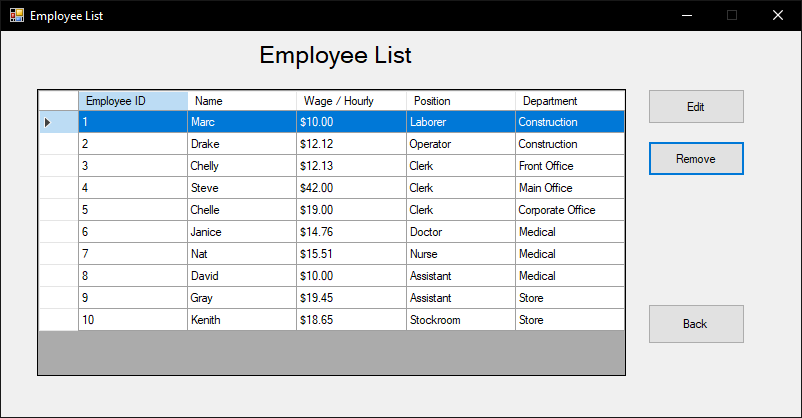 Employee List
Employee List
Employee ID Name Wage / Hourly Position Department
1 Marc $10.00 Laborer Construction
2 Drake $12.12 Operator Construction
3 Chelly $12.13 Clerk Front Office
4 Steve $42.00 Clerk Main Office
5 Chelle $19.00 Clerk Corporate Office
6 Janice $14.76 Doctor Medical
7 Nat $15.51 Nurse Medical
8 David $10.00 Assistant Medical
9 Gray $19.45 Assistant Store
10 Kenith $18.65 Stockroom Store
Edit
Remove
Back